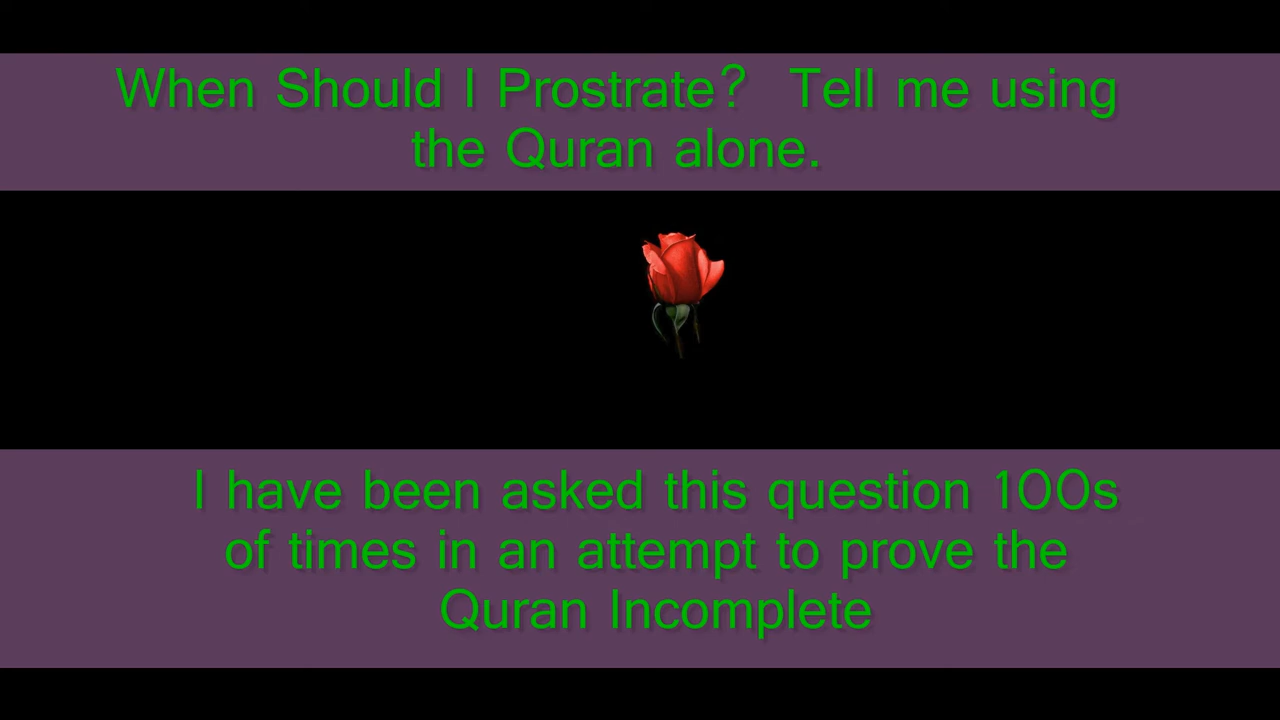 When Should I Prostrate? Tell me using
the Quran alone.
I have been asked this question 100s
of times in an attempt to prove the
Quran Incomplete